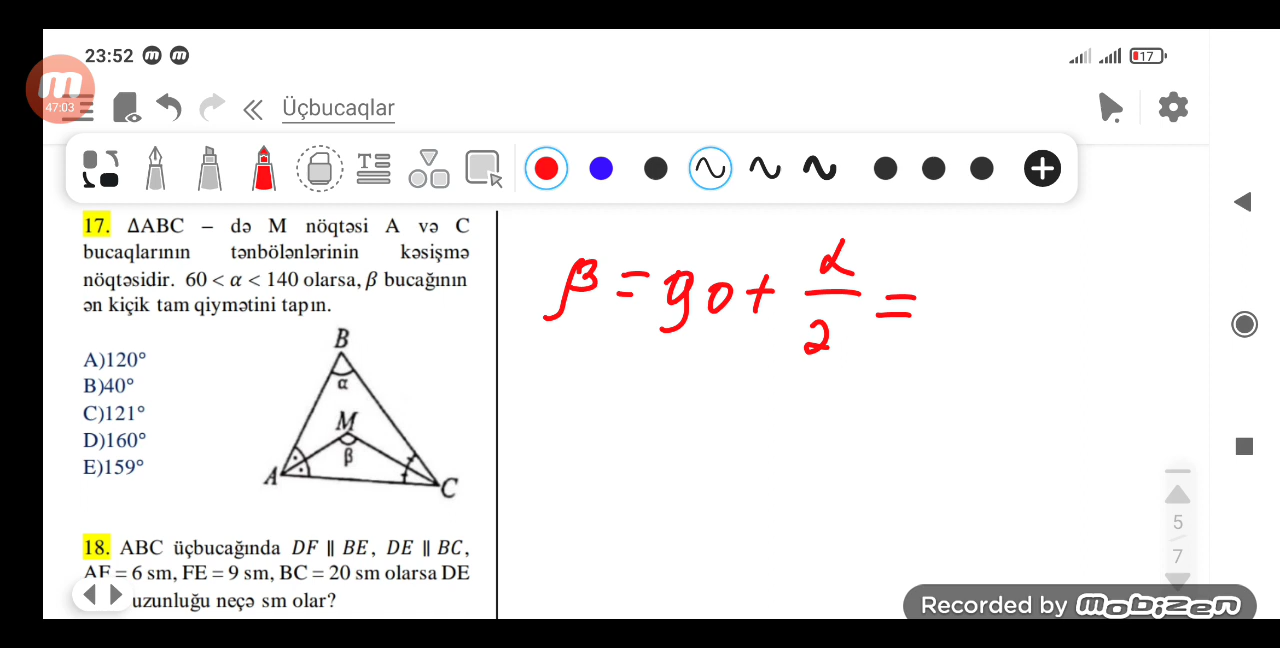 23:52
17
47:03
Üçbucaqlar
17. ΔABC – də M nöqtəsi A və C
bucaqlarının tənbölənlərinin kəsişmə
nöqtəsidir. 60 < α < 140 olarsa, β bucağının
ən kiçik tam qiymətini tapın.
A)120°
B)40°
C)121°
D)160°
E)159°
B
α
M
β
A
C
β = 90 + α/2 =
18. ABC üçbucağında DF ∥ BE, DE ∥ BC,
AF = 6 sm, FE = 9 sm, BC = 20 sm olarsa DE
uzunluğu neçə sm olar?
5
7
Recorded by mobizen